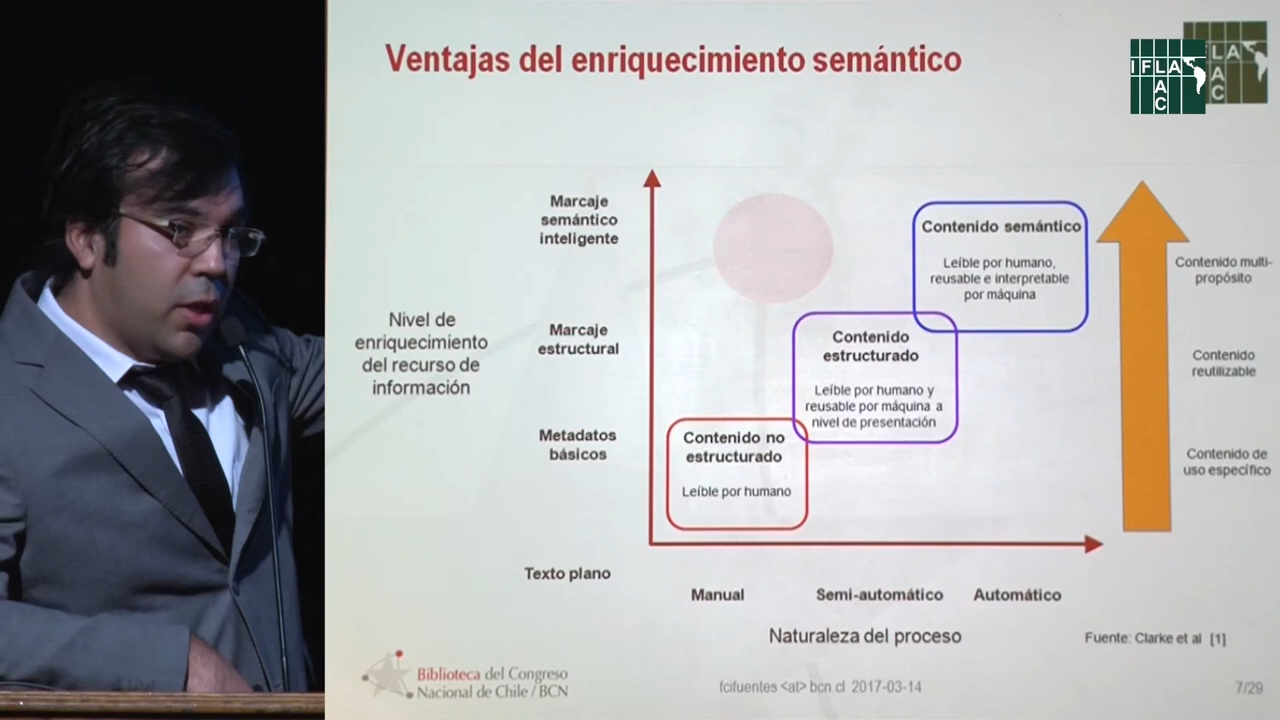 Ventajas del enriquecimiento semántico
IFLA
LA
A
A
C
C
Marcaje
semántico
inteligente
Contenido semántico
Leíble por humano,
reusable e interpretable
por máquina
Contenido multi-
propósito
Nivel de
enriquecimiento
del recurso de
información
Marcaje
estructural
Contenido
estructurado
Leíble por humano y
reusable por máquina a
nivel de presentación
Contenido
reutilizable
Metadatos
básicos
Contenido no
estructurado
Leíble por humano
Contenido de
uso específico
Texto plano
Manual
Semi-automático
Automático
Naturaleza del proceso
Fuente: Clarke et al [1]
Biblioteca del Congreso
Nacional de Chile / BCN
fcifuentes <at> bcn.cl 2017-03-14
7/29